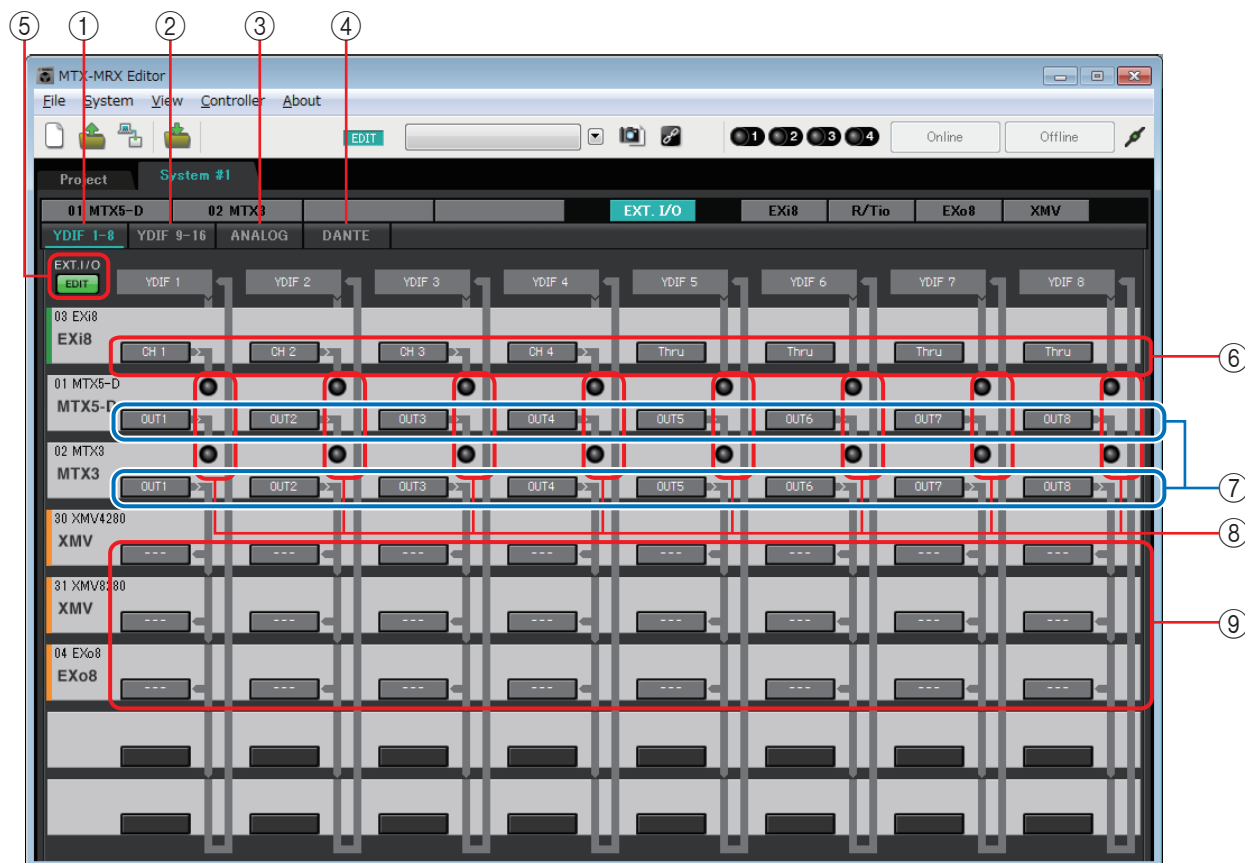 ⑤ ① ② ③ ④
MTX-MRX Editor
File System View Controller About
EDIT 1 2 3 4 Online Offline
Project System #1
01 MTX5-D 02 MTX3 EXT. I/O EXi8 R/Tio EXo8 XMV
YDIF 1-8 YDIF 9-16 ANALOG DANTE
EXT.I/O
EDIT YDIF 1 YDIF 2 YDIF 3 YDIF 4 YDIF 5 YDIF 6 YDIF 7 YDIF 8
03 EXi8
EXi8
CH 1 CH 2 CH 3 CH 4 Thru Thru Thru Thru ⑥
01 MTX5-D
MTX5-D
OUT1 OUT2 OUT3 OUT4 OUT5 OUT6 OUT7 OUT8
02 MTX3
MTX3
OUT1 OUT2 OUT3 OUT4 OUT5 OUT6 OUT7 OUT8 ⑦
30 XMV4280 ⑧
XMV
--- --- --- --- --- --- --- ---
31 XMV8280
XMV
--- --- --- --- --- --- --- --- ⑨
04 EXo8
EXo8
--- --- --- --- --- --- --- ---